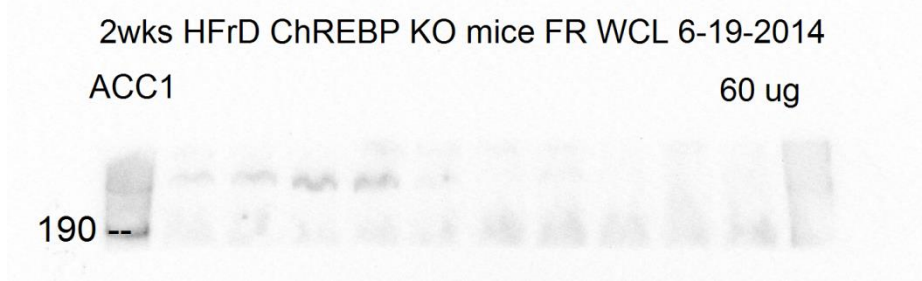 2wks HFrD ChREBP KO mice FR WCL 6-19-2014
ACC1 60 ug
190 --